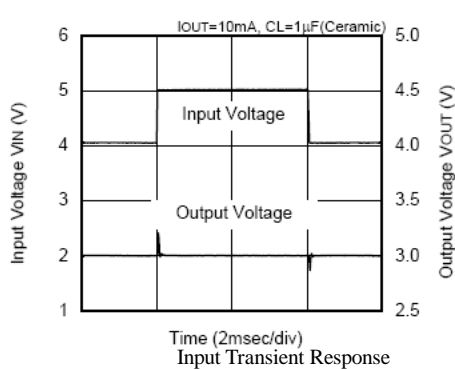 IOUT=10mA, CL=1μF(Ceramic)
6
5
4
3
2
1
Input Voltage VIN (V)
5.0
4.5
4.0
3.5
3.0
2.5
Output Voltage VOUT (V)
Input Voltage
Output Voltage
Time (2msec/div)
Input Transient Response